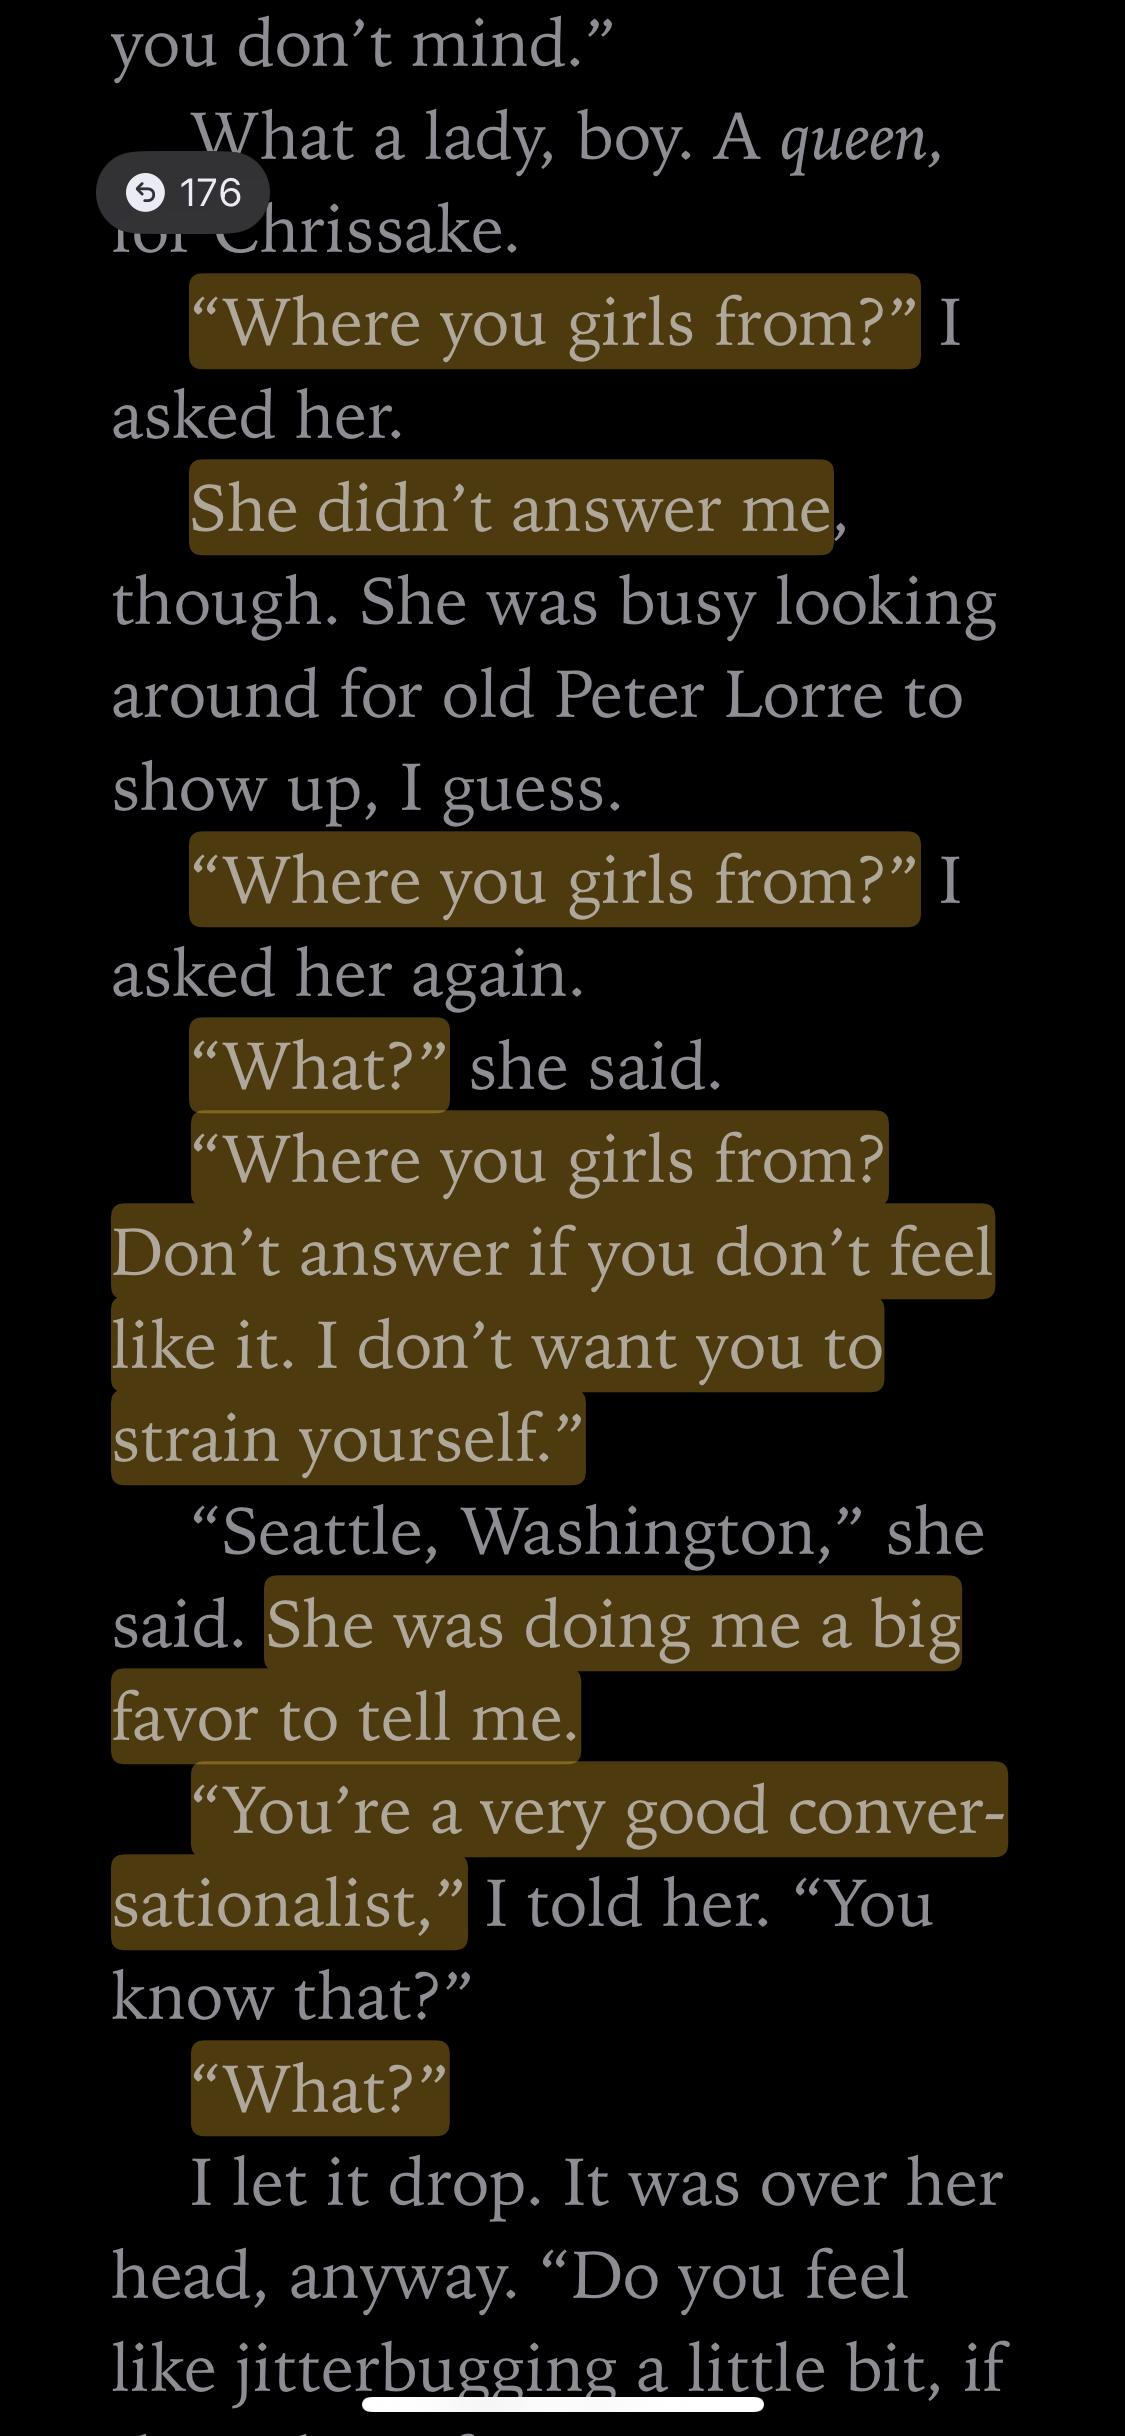 you don’t mind.”
What a lady, boy. A queen,
176
for Chrissake.
“Where you girls from?” I
asked her.
She didn’t answer me,
though. She was busy looking
around for old Peter Lorre to
show up, I guess.
“Where you girls from?” I
asked her again.
“What?” she said.
“Where you girls from?
Don’t answer if you don’t feel
like it. I don’t want you to
strain yourself.”
“Seattle, Washington,” she
said. She was doing me a big
favor to tell me.
“You’re a very good conver-
sationalist,” I told her. “You
know that?”
“What?”
I let it drop. It was over her
head, anyway. “Do you feel
like jitterbugging a little bit, if